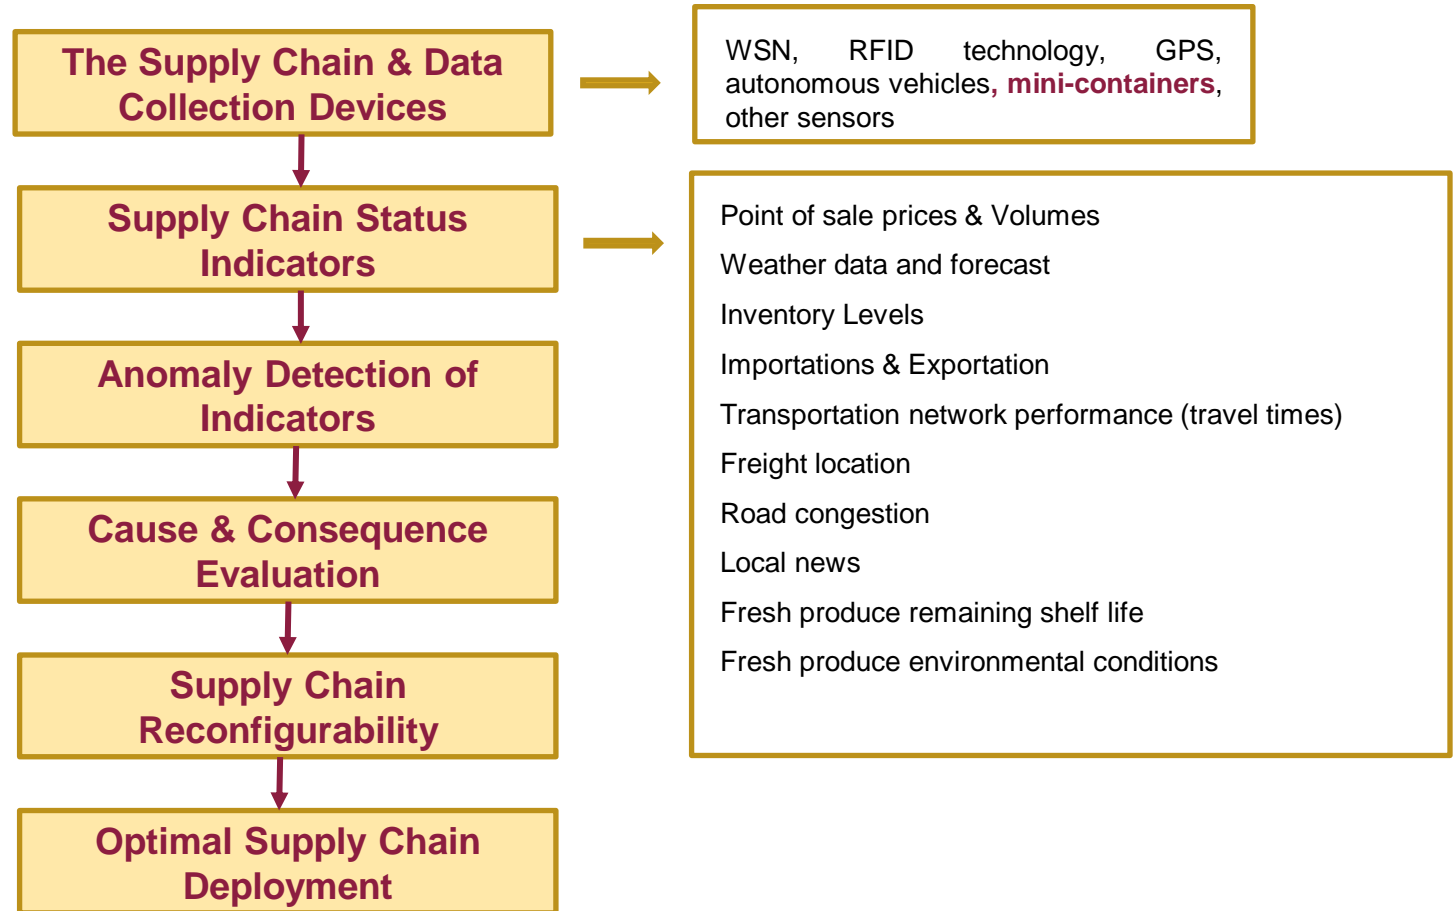 The Supply Chain & Data
Collection Devices
WSN, RFID technology, GPS,
autonomous vehicles, mini-containers,
other sensors
Supply Chain Status
Indicators
Point of sale prices & Volumes
Weather data and forecast
Inventory Levels
Importations & Exportation
Transportation network performance (travel times)
Freight location
Road congestion
Local news
Fresh produce remaining shelf life
Fresh produce environmental conditions
Anomaly Detection of
Indicators
Cause & Consequence
Evaluation
Supply Chain
Reconfigurability
Optimal Supply Chain
Deployment